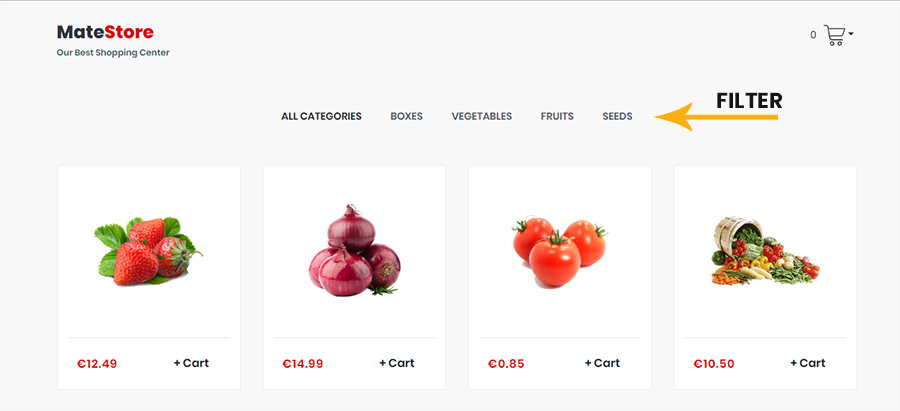 MateStore
Our Best Shopping Center
0
FILTER
ALL CATEGORIES BOXES VEGETABLES FRUITS SEEDS
€12.49 + Cart €14.99 + Cart €0.85 + Cart €10.50 + Cart